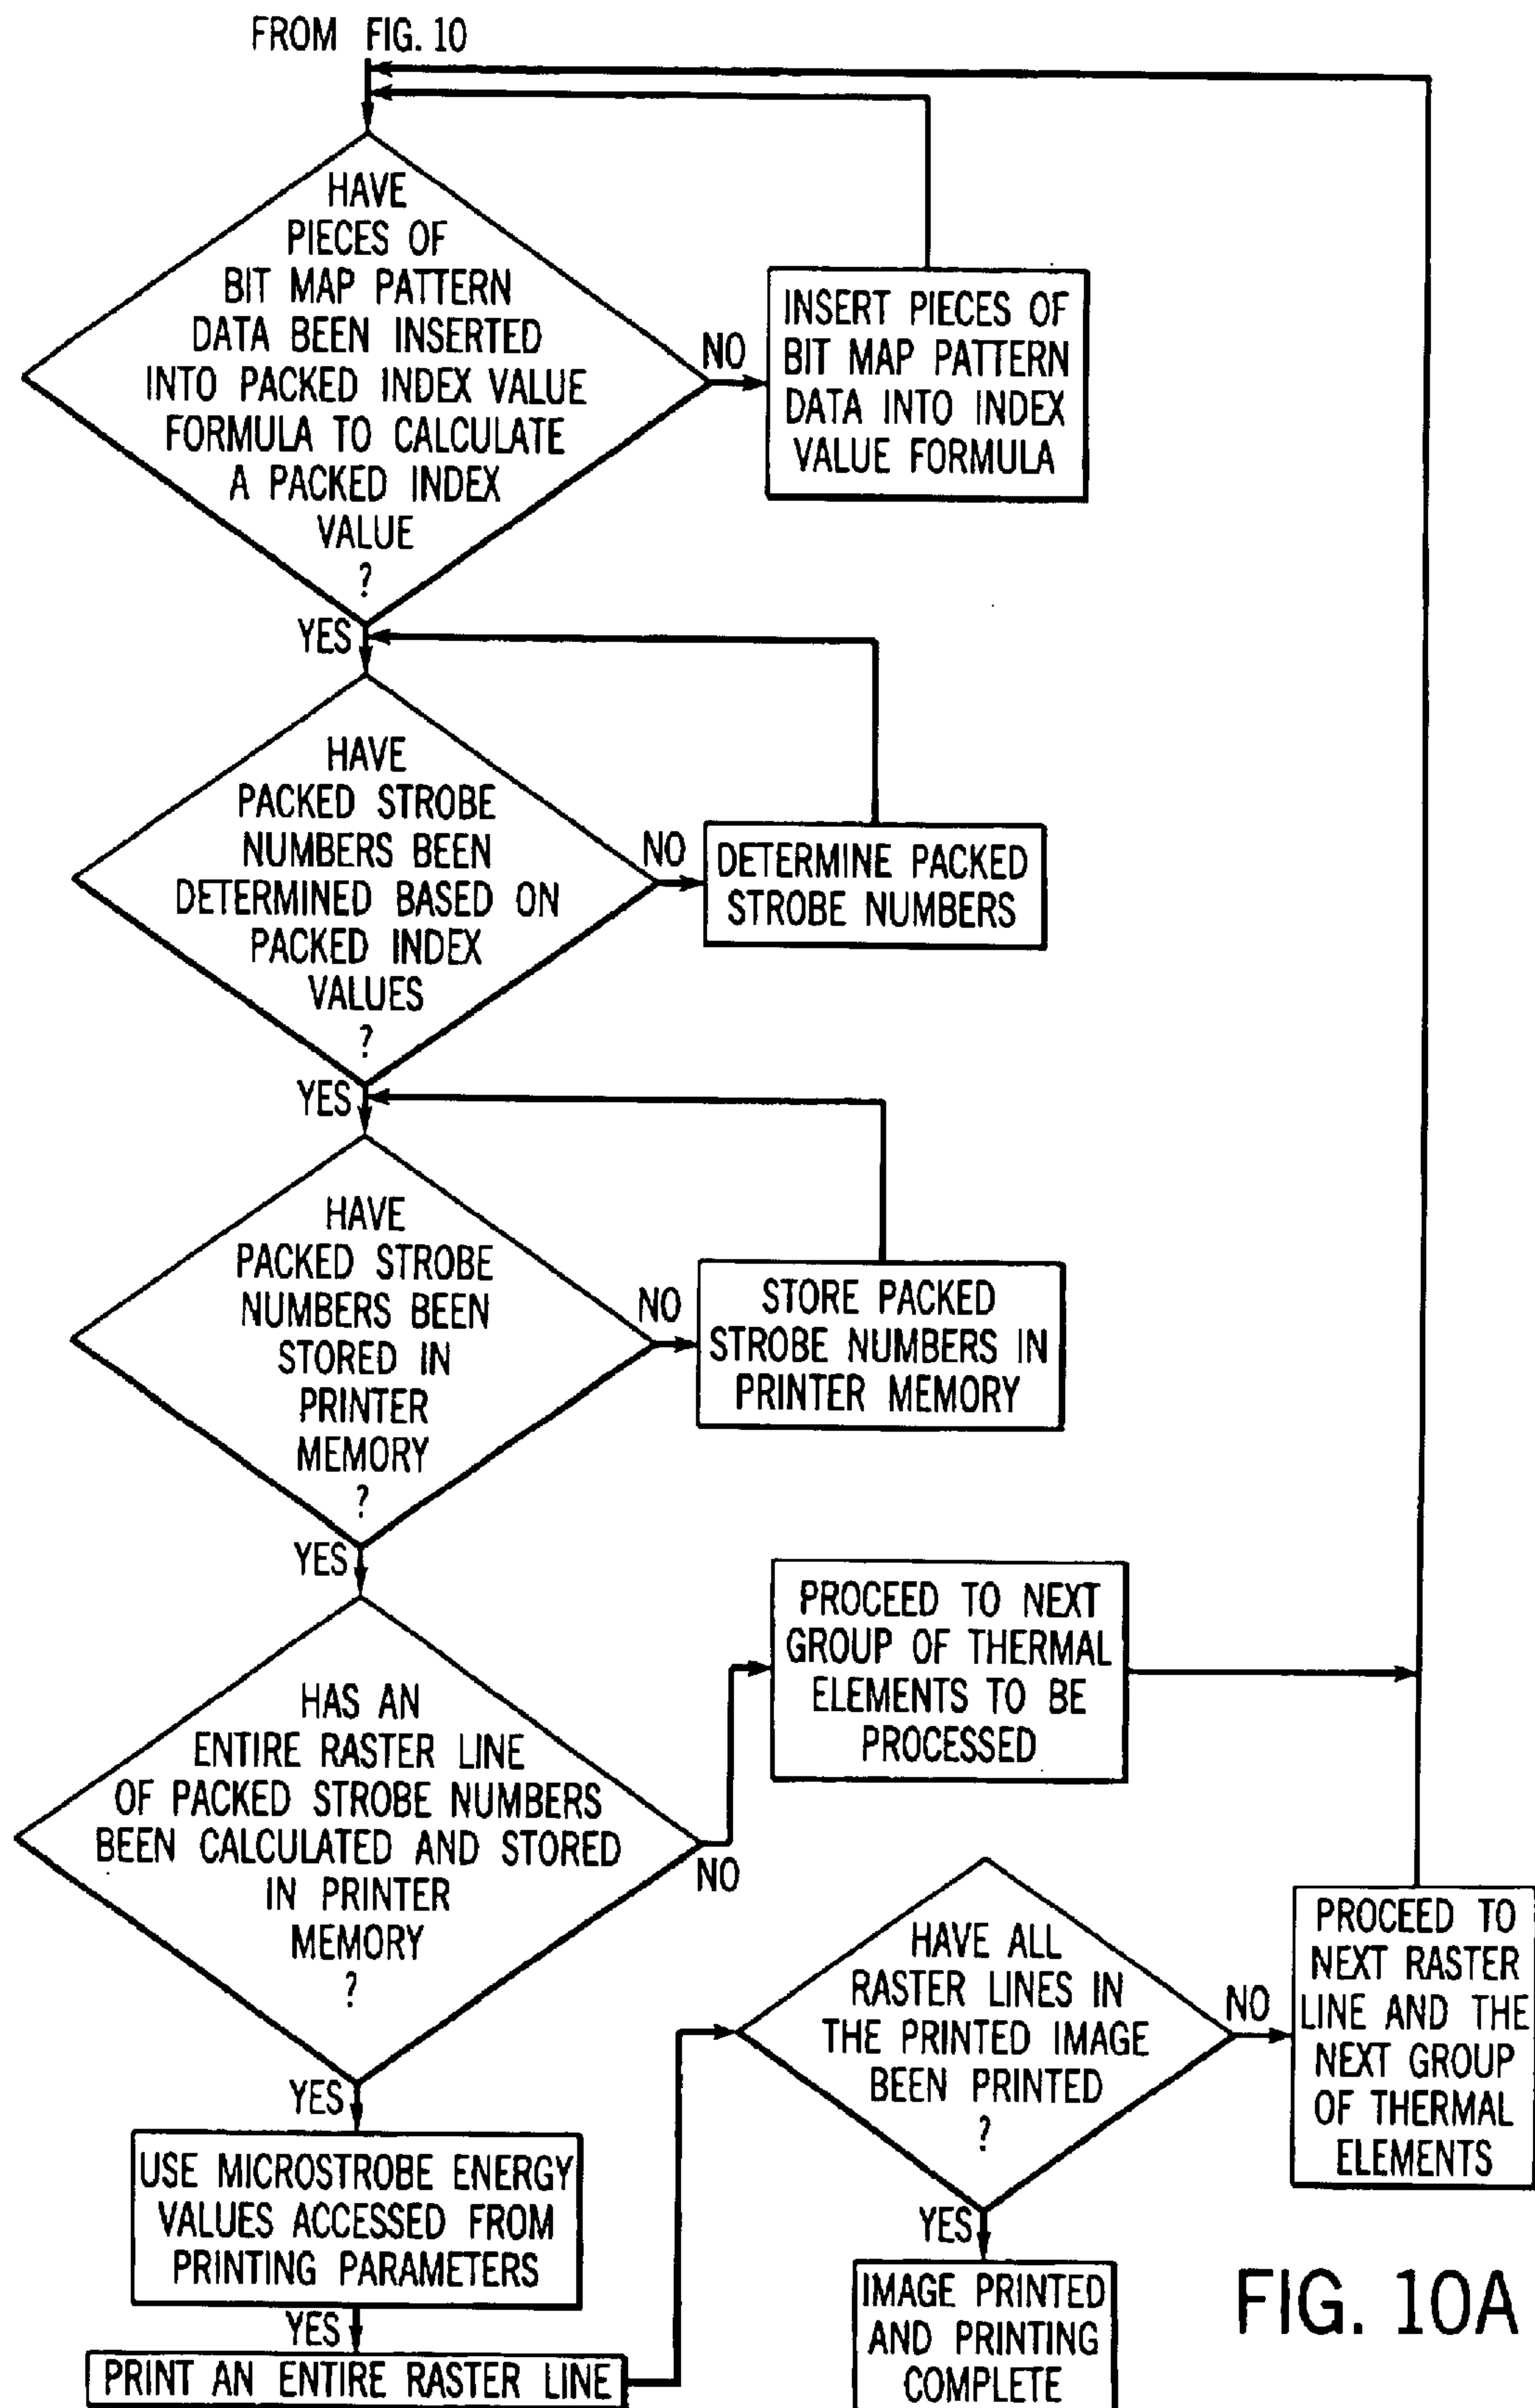 FROM FIG. 10
HAVE
PIECES OF
BIT MAP PATTERN
DATA BEEN INSERTED
INTO PACKED INDEX VALUE
FORMULA TO CALCULATE
A PACKED INDEX
VALUE
?
NO
INSERT PIECES OF
BIT MAP PATTERN
DATA INTO INDEX
VALUE FORMULA
YES
HAVE
PACKED STROBE
NUMBERS BEEN
DETERMINED BASED ON
PACKED INDEX
VALUES
?
NO
DETERMINE PACKED
STROBE NUMBERS
YES
HAVE
PACKED STROBE
NUMBERS BEEN
STORED IN
PRINTER
MEMORY
?
NO
STORE PACKED
STROBE NUMBERS IN
PRINTER MEMORY
YES
HAS AN
ENTIRE RASTER LINE
OF PACKED STROBE NUMBERS
BEEN CALCULATED AND STORED
IN PRINTER
MEMORY
?
NO
PROCEED TO NEXT
GROUP OF THERMAL
ELEMENTS TO BE
PROCESSED
YES
USE MICROSTROBE ENERGY
VALUES ACCESSED FROM
PRINTING PARAMETERS
YES
PRINT AN ENTIRE RASTER LINE
HAVE ALL
RASTER LINES IN
THE PRINTED IMAGE
BEEN PRINTED
?
NO
PROCEED TO
NEXT RASTER
LINE AND THE
NEXT GROUP
OF THERMAL
ELEMENTS
YES
IMAGE PRINTED
AND PRINTING
COMPLETE
FIG. 10A